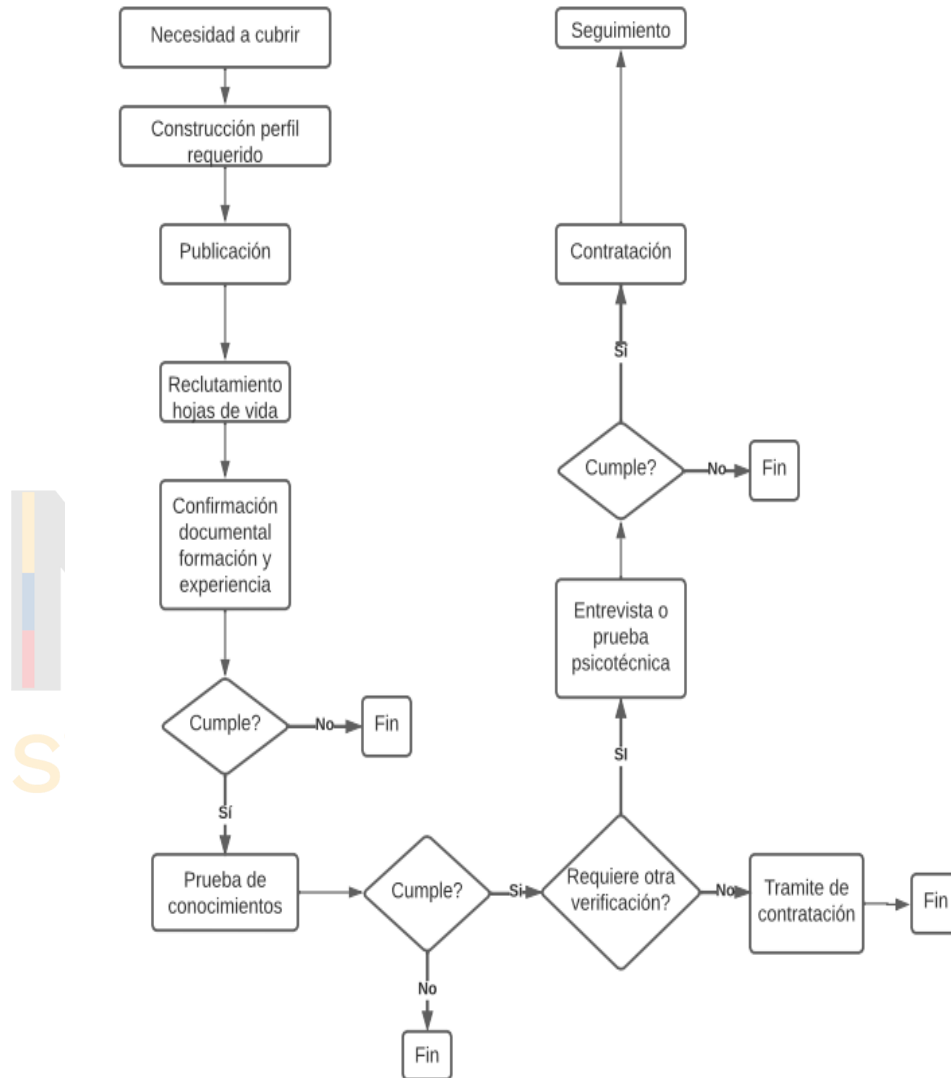 Necesidad a cubrir
Construcción perfil
requerido
Publicación
Reclutamiento
hojas de vida
Confirmación
documental
formación y
experiencia
Cumple?
No
Fin
Sí
Prueba de
conocimientos
Cumple?
No
Fin
Si
Requiere otra
verificación?
No
Tramite de
contratación
Fin
SI
Entrevista o
prueba
psicotécnica
Cumple?
No
Fin
Si
Contratación
Seguimiento
S